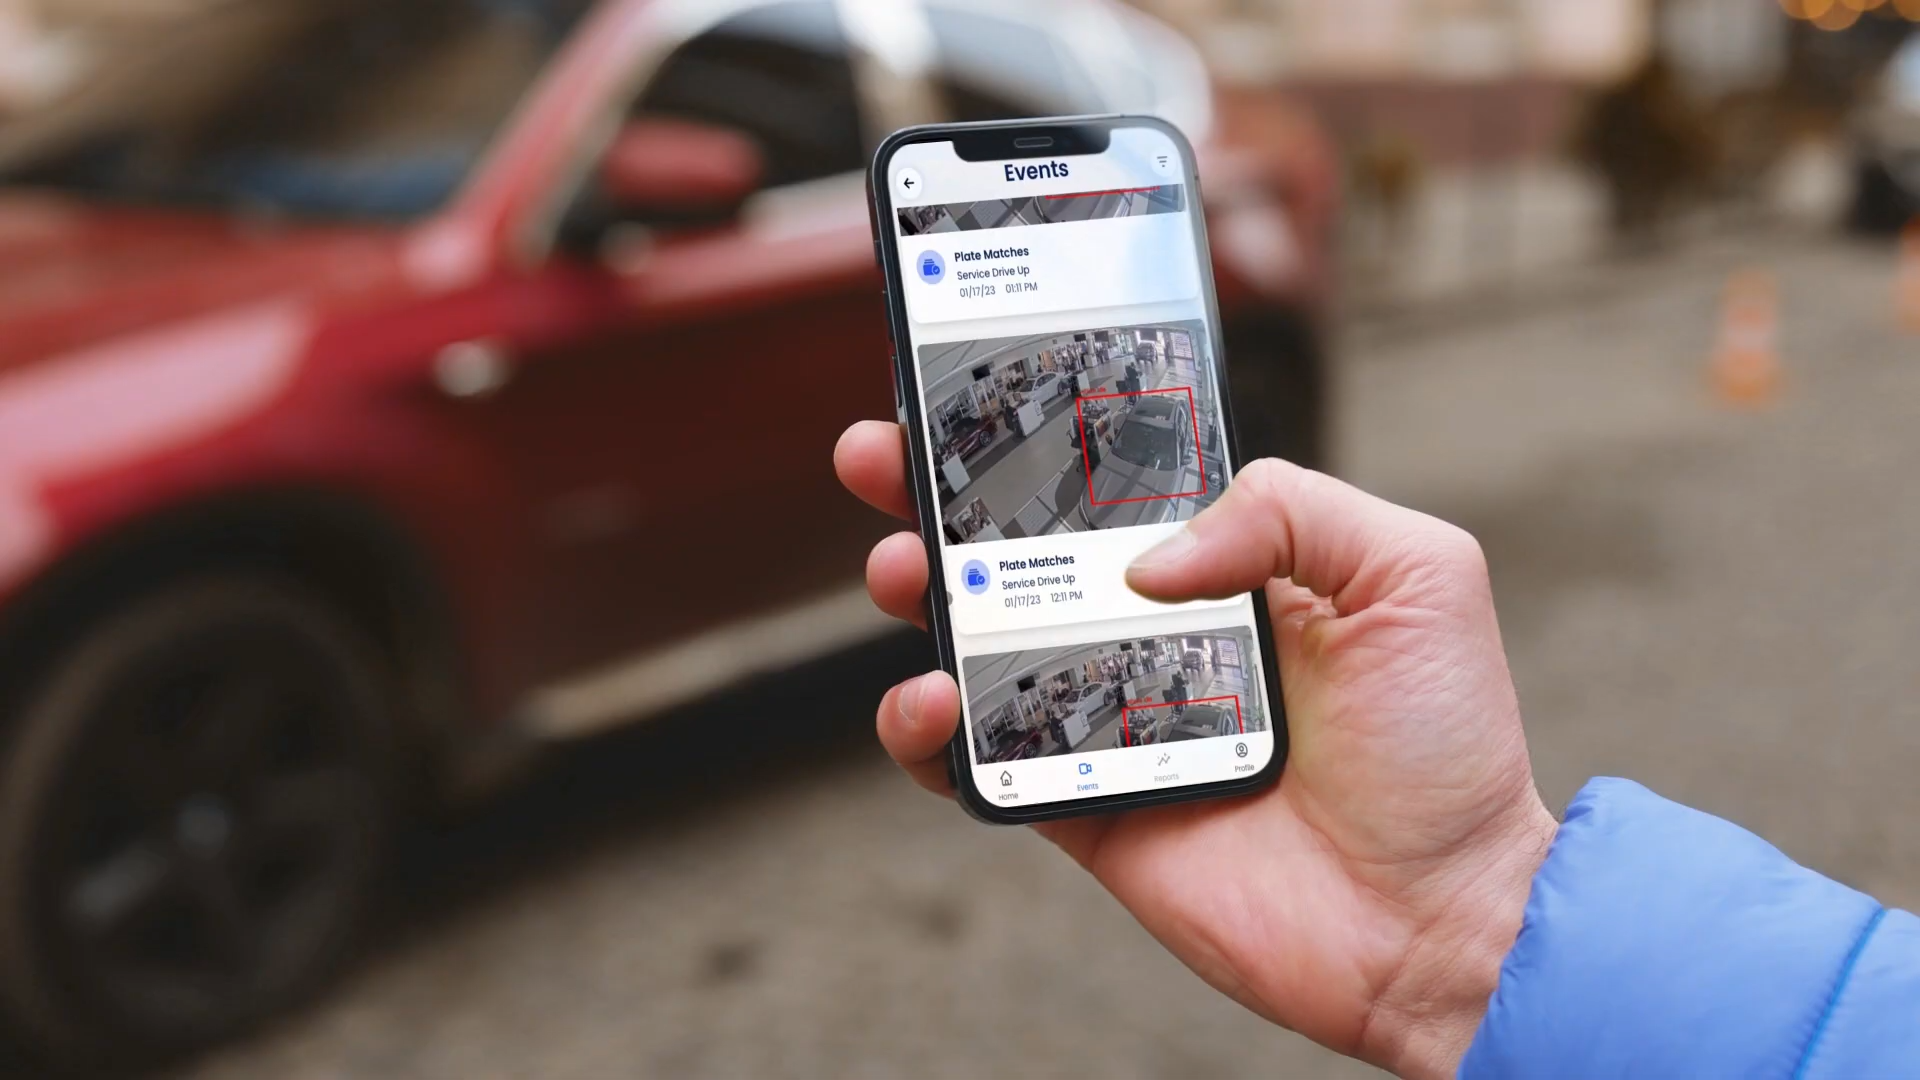 Events
Plate Matches
Service Drive Up
01/17/23 01:11 PM
Plate Matches
Service Drive Up
01/17/23 12:11 PM
Home
Events
Reports
Profile